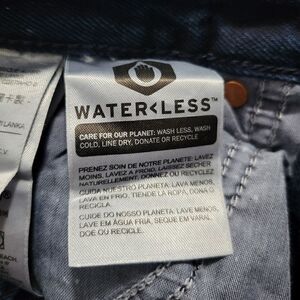 WATER<LESS™
CARE FOR OUR PLANET: WASH LESS, WASH
COLD, LINE DRY, DONATE OR RECYCLE
PRENEZ SOIN DE NOTRE PLANETE: LAVEZ
MOINS, LAVEZ A FROID, LAISSEZ SECHER
NATURELLEMENT, DONNEZ OU RECYCLEZ
CUIDA NUESTRO PLANETA: LAVA MENOS,
LAVA EN FRIO, TIENDE LA ROPA, DONA O
RECICLA.
CUIDE DO NOSSO PLANETA. LAVE MENOS,
LAVE EM ÁGUA FRIA, SEQUE EM VARAL,
DOE OU RECICLE.
LANKA